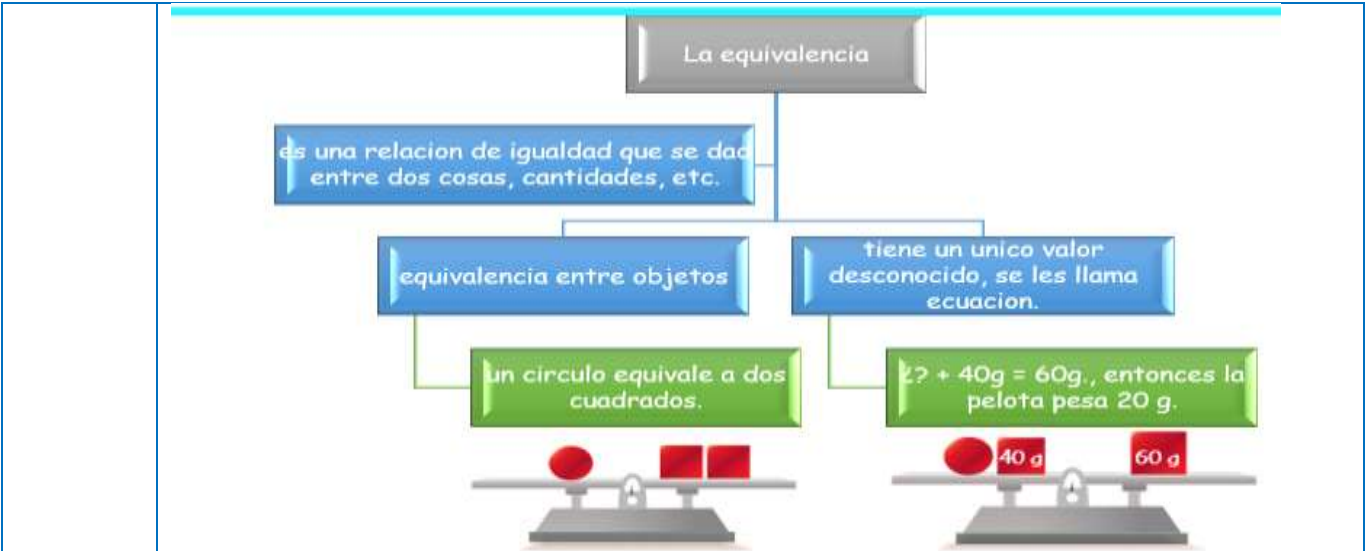 La equivalencia
es una relacion de igualdad que se dad
entre dos cosas, cantidades, etc.
equivalencia entre objetos
tiene un unico valor
desconocido, se les llama
ecuacion.
un circulo equivale a dos
cuadrados.
¿? + 40g = 60g., entonces la
pelota pesa 20 g.
40 g
60 g